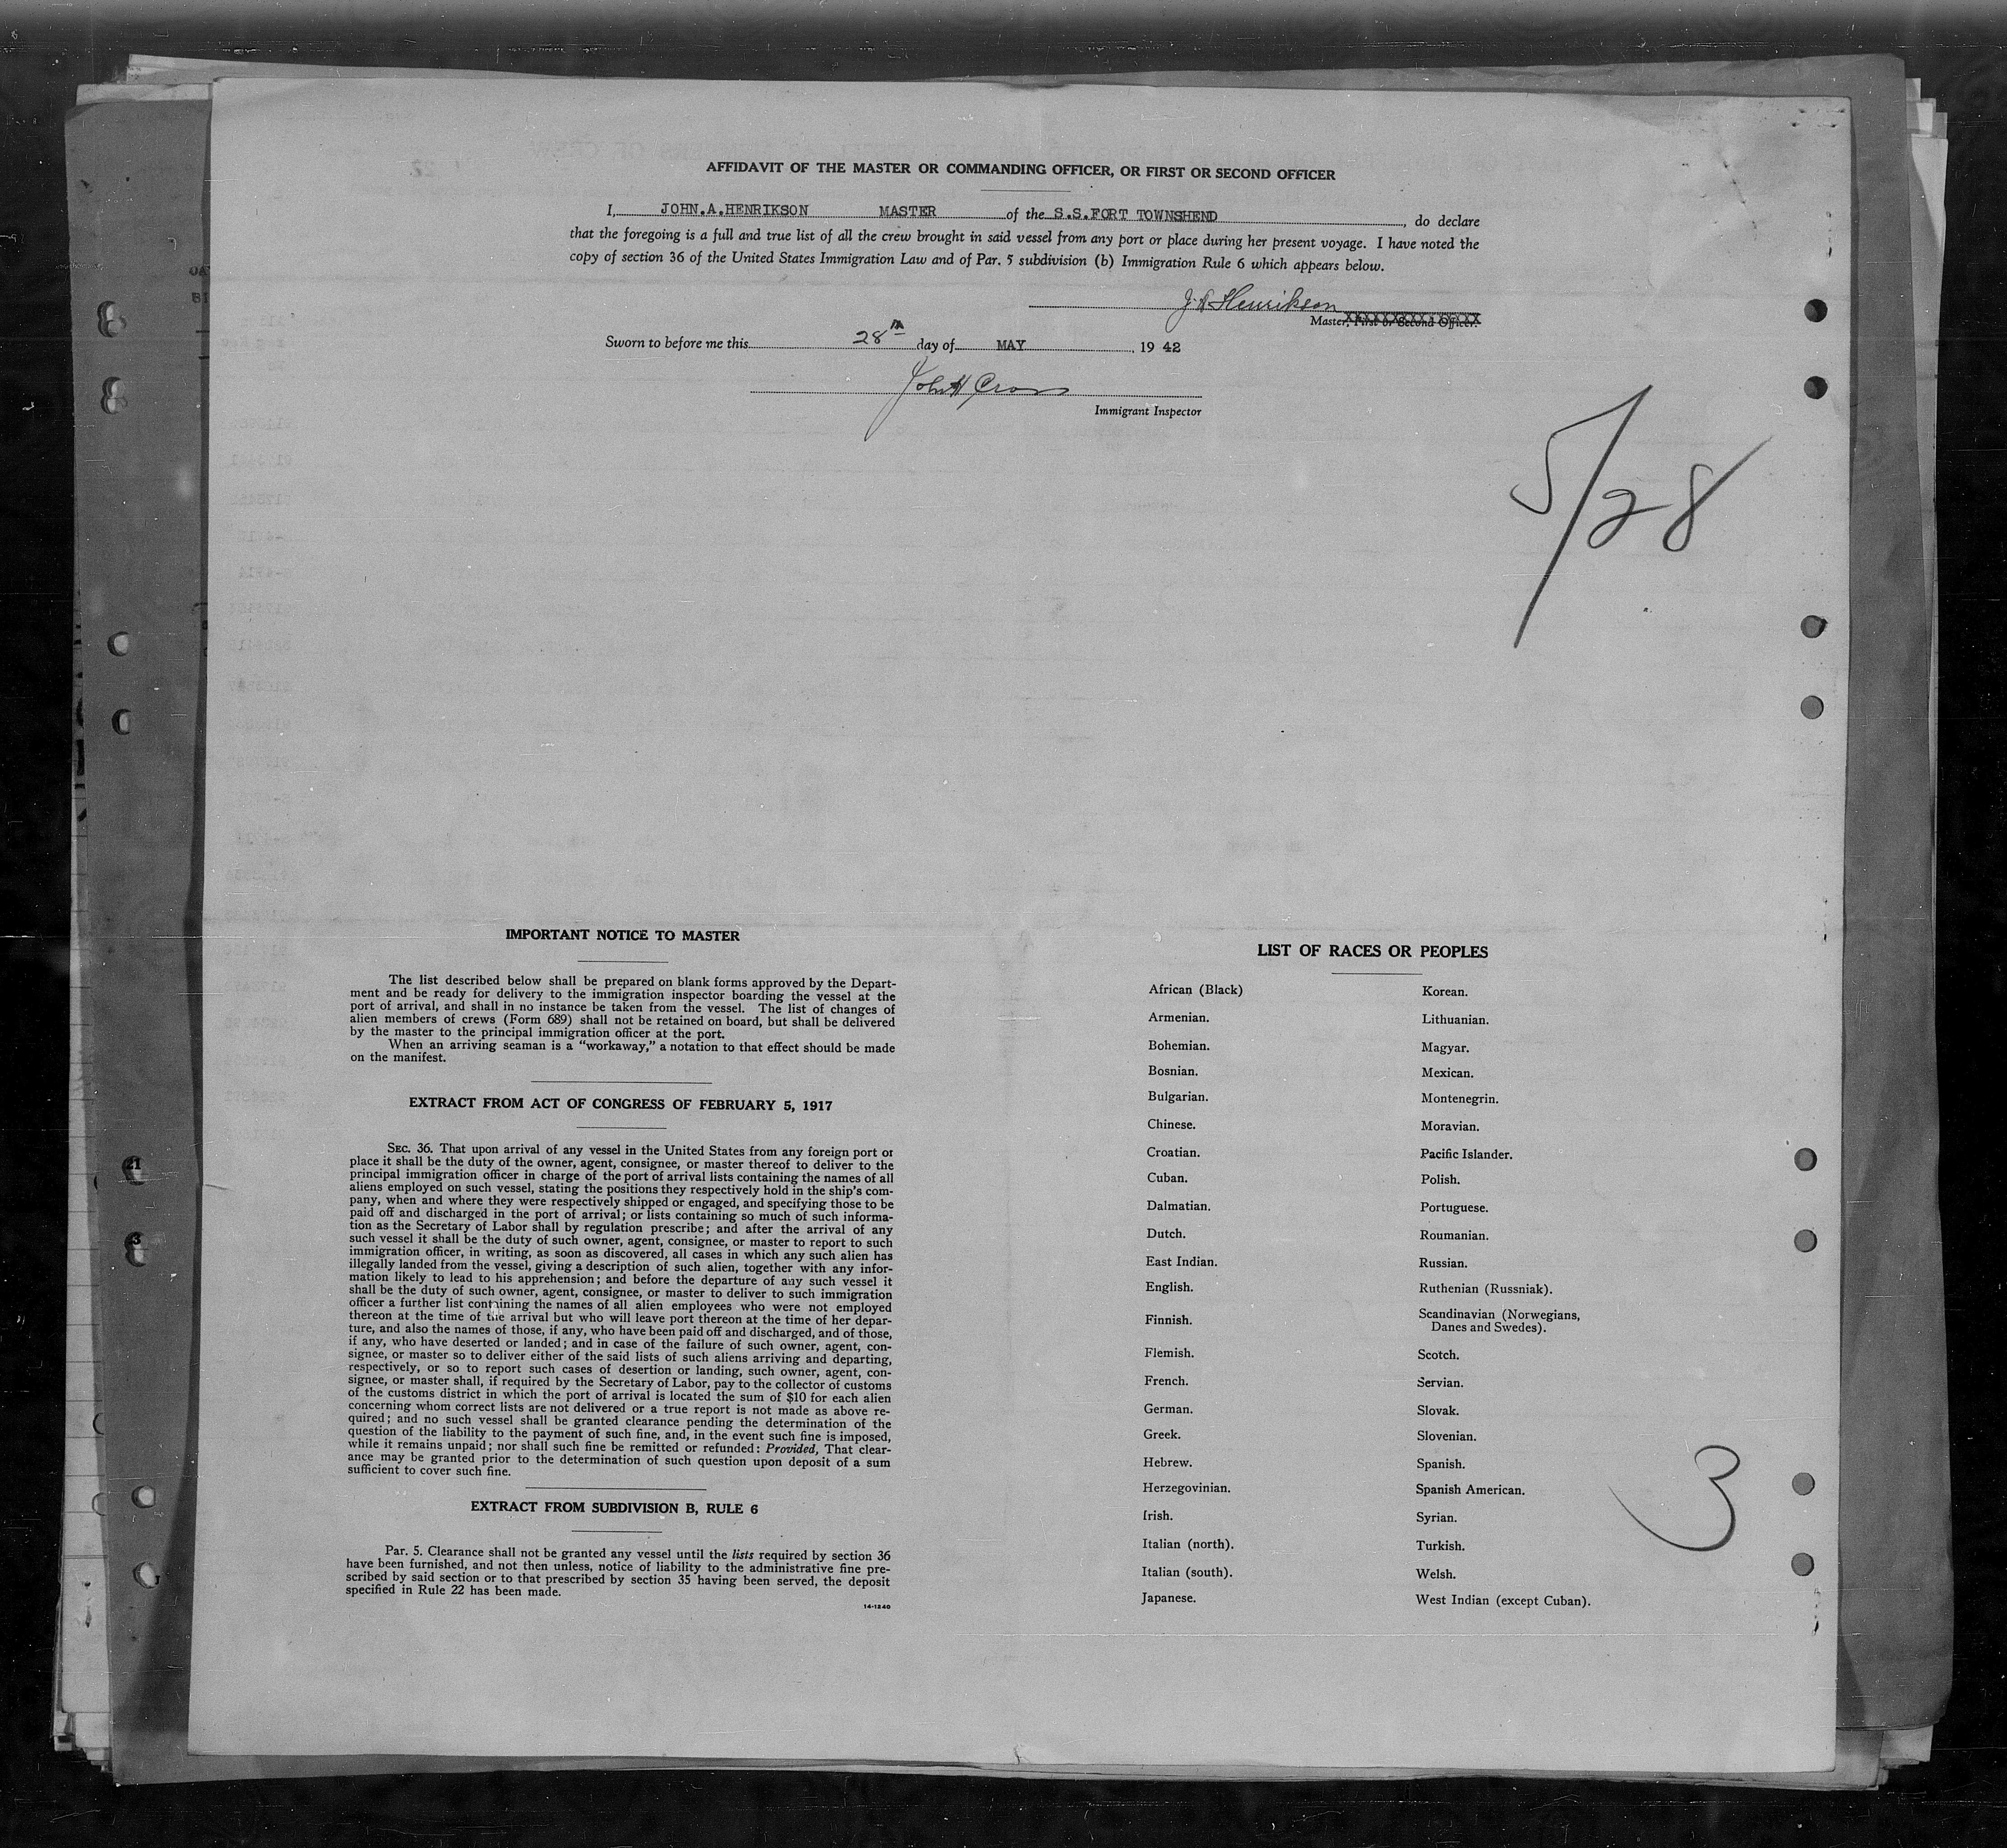 AFFIDAVIT OF THE MASTER OR COMMANDING OFFICER, OR FIRST OR SECOND OFFICER
I, JOHN.A.HENRIKSON MASTER of the S.S.FORT TOWNSHEND, do declare
that the foregoing is a full and true list of all the crew brought in said vessel from any port or place during her present voyage. I have noted the
copy of section 36 of the United States Immigration Law and of Par. 5 subdivision (b) Immigration Rule 6 which appears below.
J A Henrikson
Master, First or Second Officer.
Sworn to before me this 28th day of MAY, 19 42
John H Cross
Immigrant Inspector
5/28
IMPORTANT NOTICE TO MASTER
The list described below shall be prepared on blank forms approved by the Depart-
ment and be ready for delivery to the immigration inspector boarding the vessel at the
port of arrival, and shall in no instance be taken from the vessel. The list of changes of
alien members of crews (Form 689) shall not be retained on board, but shall be delivered
by the master to the principal immigration officer at the port.
When an arriving seaman is a "workaway," a notation to that effect should be made
on the manifest.
EXTRACT FROM ACT OF CONGRESS OF FEBRUARY 5, 1917
SEC. 36. That upon arrival of any vessel in the United States from any foreign port or
place it shall be the duty of the owner, agent, consignee, or master thereof to deliver to the
principal immigration officer in charge of the port of arrival lists containing the names of all
aliens employed on such vessel, stating the positions they respectively hold in the ship's com-
pany, when and where they were respectively shipped or engaged, and specifying those to be
paid off and discharged in the port of arrival; or lists containing so much of such informa-
tion as the Secretary of Labor shall by regulation prescribe; and after the arrival of any
such vessel it shall be the duty of such owner, agent, consignee, or master to report to such
immigration officer, in writing, as soon as discovered, all cases in which any such alien has
illegally landed from the vessel, giving a description of such alien, together with any infor-
mation likely to lead to his apprehension; and before the departure of any such vessel it
shall be the duty of such owner, agent, consignee, or master to deliver to such immigration
officer a further list containing the names of all alien employees who were not employed
thereon at the time of the arrival but who will leave port thereon at the time of her depar-
ture, and also the names of those, if any, who have been paid off and discharged, and of those,
if any, who have deserted or landed; and in case of the failure of such owner, agent, con-
signee, or master so to deliver either of the said lists of such aliens arriving and departing,
respectively, or so to report such cases of desertion or landing, such owner, agent, con-
signee, or master shall, if required by the Secretary of Labor, pay to the collector of customs
of the customs district in which the port of arrival is located the sum of $10 for each alien
concerning whom correct lists are not delivered or a true report is not made as above re-
quired; and no such vessel shall be granted clearance pending the determination of the
question of the liability to the payment of such fine, and, in the event such fine is imposed,
while it remains unpaid; nor shall such fine be remitted or refunded: Provided, That clear-
ance may be granted prior to the determination of such question upon deposit of a sum
sufficient to cover such fine.
EXTRACT FROM SUBDIVISION B, RULE 6
Par. 5. Clearance shall not be granted any vessel until the lists required by section 36
have been furnished, and not then unless, notice of liability to the administrative fine pre-
scribed by said section or to that prescribed by section 35 having been served, the deposit
specified in Rule 22 has been made.
14-1240
LIST OF RACES OR PEOPLES
African (Black)
Armenian.
Bohemian.
Bosnian.
Bulgarian.
Chinese.
Croatian.
Cuban.
Dalmatian.
Dutch.
East Indian.
English.
Finnish.
Flemish.
French.
German.
Greek.
Hebrew.
Herzegovinian.
Irish.
Italian (north).
Italian (south).
Japanese.
Korean.
Lithuanian.
Magyar.
Mexican.
Montenegrin.
Moravian.
Pacific Islander.
Polish.
Portuguese.
Roumanian.
Russian.
Ruthenian (Russniak).
Scandinavian (Norwegians,
Danes and Swedes).
Scotch.
Servian.
Slovak.
Slovenian.
Spanish.
Spanish American.
Syrian.
Turkish.
Welsh.
West Indian (except Cuban).
3
21
3